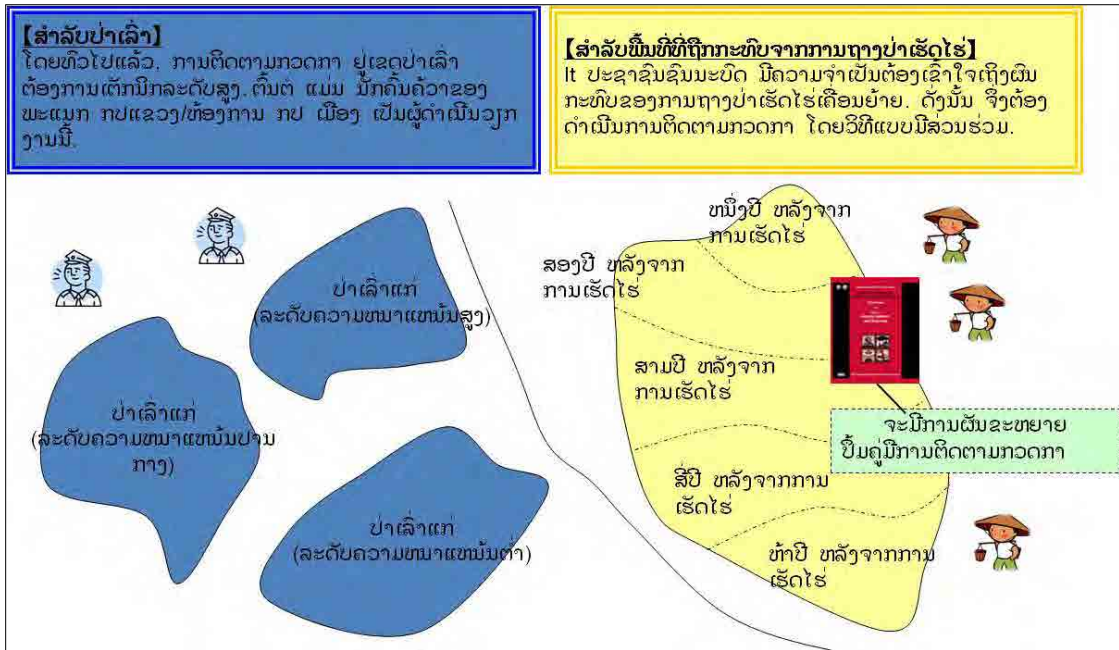 【ສຳລັບປ່າເລົ່າ】
ໂດຍທົ່ວໄປແລ້ວ, ການຕິດຕາມກວດກາ ຢູ່ເຂດປ່າເລົ່າ
ຕ້ອງການເຕັກນິກລະດັບສູງ. ຕົ້ນຕໍ ແມ່ນ ນັກຄົ້ນຄ້ວາຂອງ
ພະແນກ ກປແຂວງ/ຫ້ອງການ ກປ ເມືອງ ເປັນຜູ້ດຳເນີນວຽກ
ງານນີ້.
【ສຳລັບພື້ນທີ່ທີ່ຖືກກະທົບຈາກການຖາງປ່າເຮັດໄຮ່】
It ປະຊາຊົນຊົນນະບົດ ມີຄວາມຈຳເປັນຕ້ອງເຂົ້າໃຈເຖິງຜົນ
ກະທົບຂອງການຖາງປ່າເຮັດໄຮ່ເຄື່ອນຍ້າຍ. ດັ່ງນັ້ນ ຈຶ່ງຕ້ອງ
ດຳເນີນການຕິດຕາມກວດກາ ໂດຍວິທີແບບມີສ່ວນຮ່ວມ.
ປ່າເລົ່າແກ່
(ລະດັບຄວາມຫນາແຫນ້ນສູງ)
ປ່າເລົ່າແກ່
(ລະດັບຄວາມຫນາແຫນ້ນປານ
ກາງ)
ປ່າເລົ່າແກ່
(ລະດັບຄວາມຫນາແຫນ້ນຕ່ຳ)
ຫນຶ່ງປີ ຫລັງຈາກ
ການເຮັດໄຮ່
ສອງປີ ຫລັງຈາກ
ການເຮັດໄຮ່
ສາມປີ ຫລັງຈາກ
ການເຮັດໄຮ່
ຈະມີການຜັນຂະຫຍາຍ
ປຶ້ມຄູ່ມືການຕິດຕາມກວດກາ
ສີ່ປີ ຫລັງຈາກການ
ເຮັດໄຮ່
ຫ້າປີ ຫລັງຈາກການ
ເຮັດໄຮ່